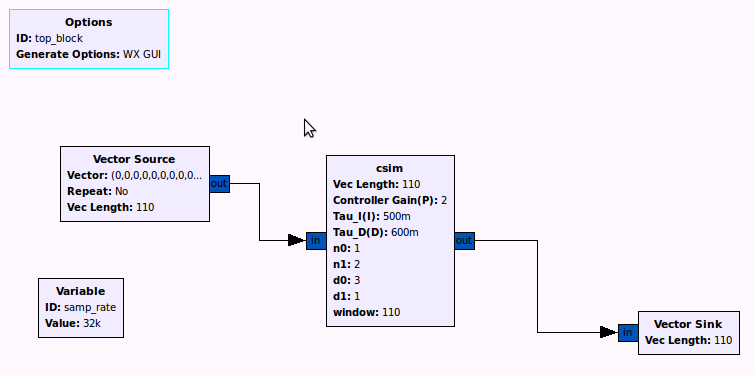 Options
ID: top_block
Generate Options: WX GUI
Vector Source
Vector: (0,0,0,0,0,0,0,0,0...
Repeat: No
Vec Length: 110
out
csim
Vec Length: 110
Controller Gain(P): 2
Tau_I(I): 500m
Tau_D(D): 600m
n0: 1
n1: 2
d0: 3
d1: 1
window: 110
in
out
Variable
ID: samp_rate
Value: 32k
in
Vector Sink
Vec Length: 110